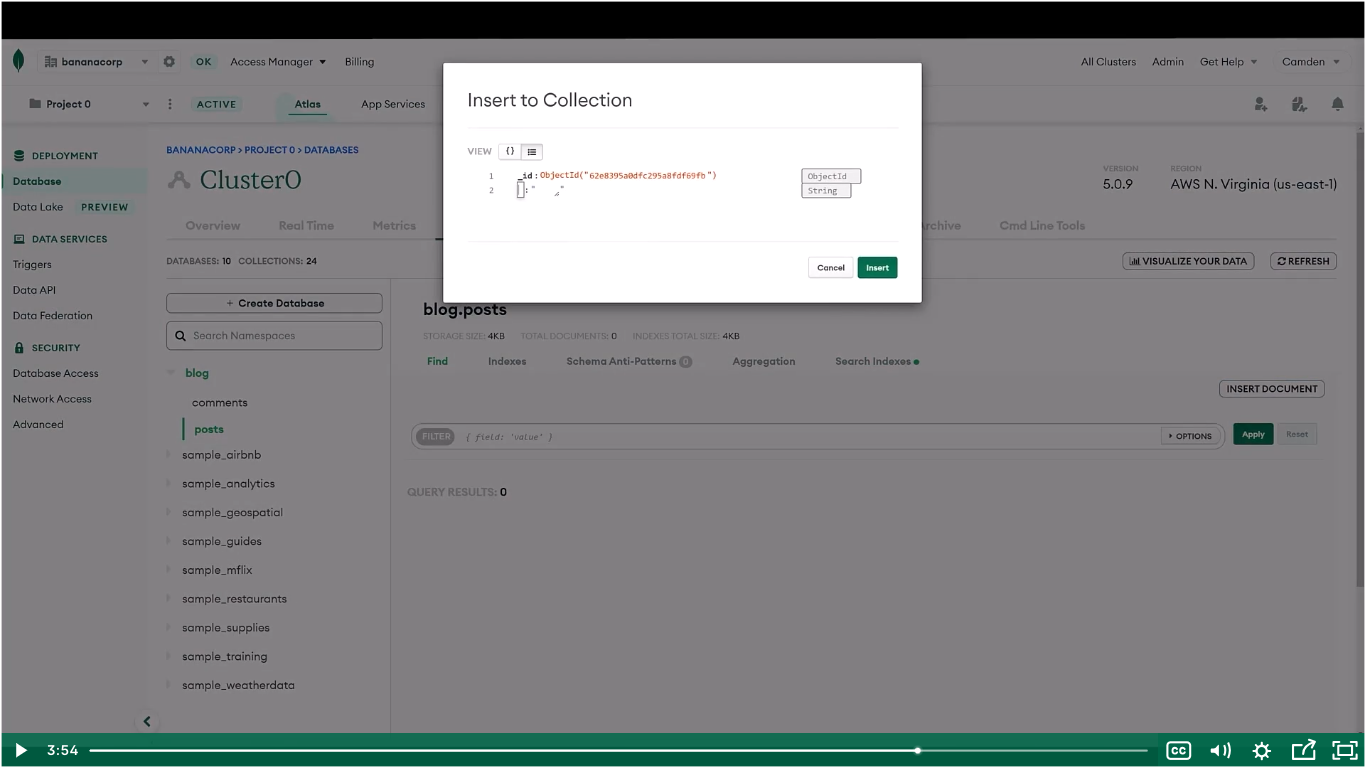 bananacorp OK Access Manager Billing All Clusters Admin Get Help Camden
Project 0 ACTIVE Atlas App Services
Insert to Collection
VIEW {}
1 _id : ObjectId("62e8395a0dfc295a8fdf69fb") ObjectId
2 : " " String
Cancel Insert
DEPLOYMENT
Database
Data Lake PREVIEW
DATA SERVICES
Triggers
Data API
Data Federation
SECURITY
Database Access
Network Access
Advanced
BANANACORP > PROJECT 0 > DATABASES
Cluster0
VERSION
5.0.9
REGION
AWS N. Virginia (us-east-1)
Overview Real Time Metrics Archive Cmd Line Tools
DATABASES: 10 COLLECTIONS: 24
VISUALIZE YOUR DATA REFRESH
+ Create Database
Search Namespaces
blog
comments
posts
sample_airbnb
sample_analytics
sample_geospatial
sample_guides
sample_mflix
sample_restaurants
sample_supplies
sample_training
sample_weatherdata
blog.posts
STORAGE SIZE: 4KB TOTAL DOCUMENTS: 0 INDEXES TOTAL SIZE: 4KB
Find Indexes Schema Anti-Patterns 0 Aggregation Search Indexes
INSERT DOCUMENT
FILTER { field: 'value' } OPTIONS Apply Reset
QUERY RESULTS: 0
3:54 CC